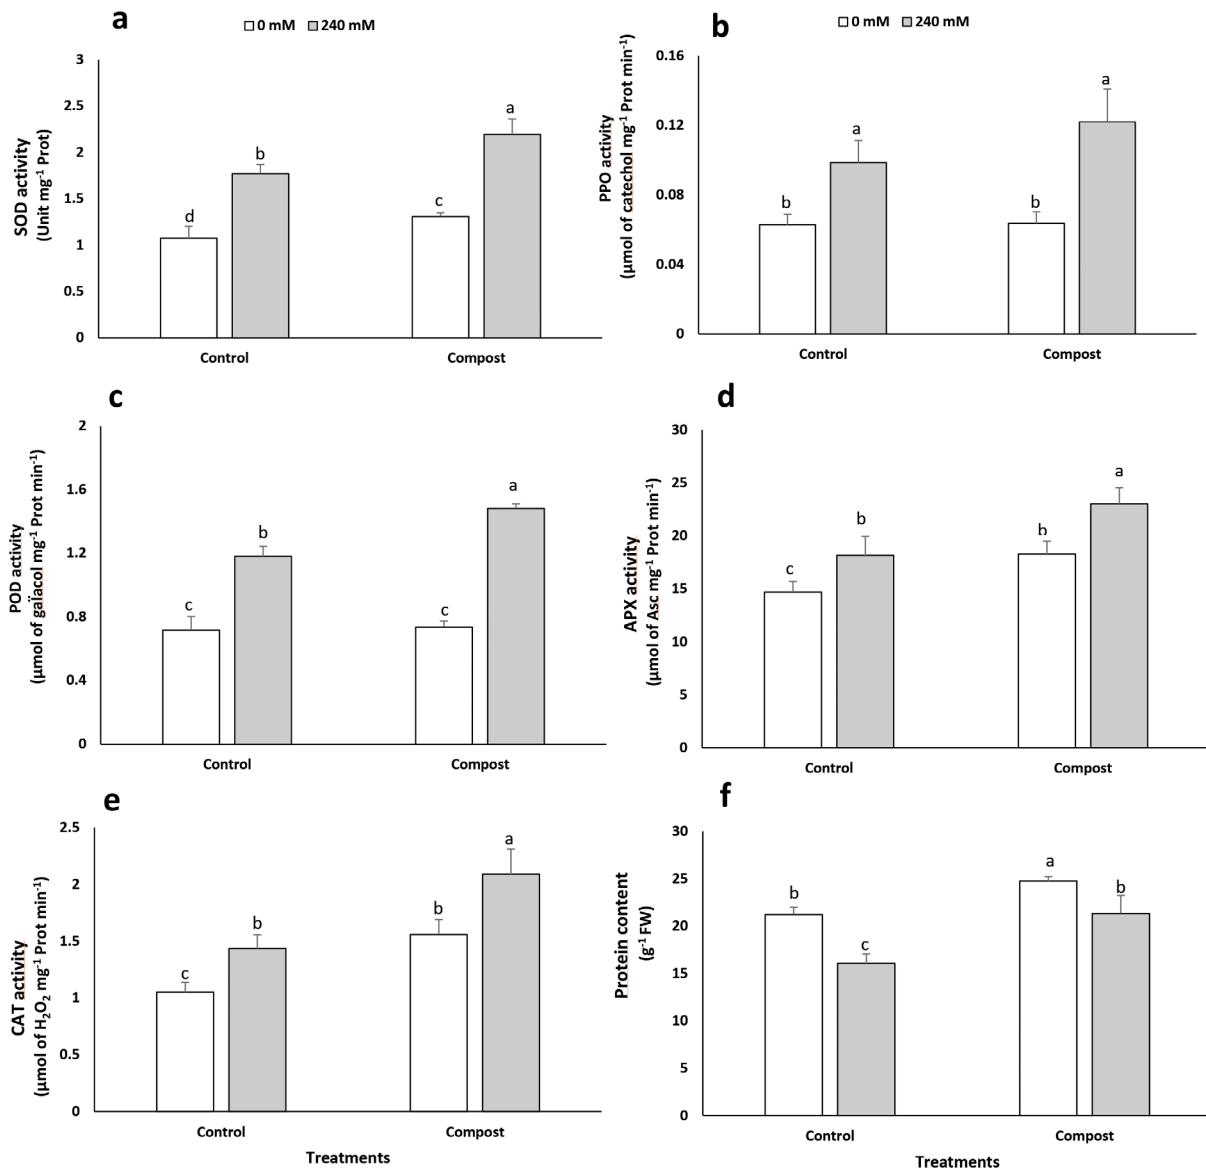 a
0 mM 240 mM
SOD activity
(Unit mg⁻¹ Prot)
3
2.5
2
1.5
1
0.5
0
d
b
c
a
Control Compost
b
0 mM 240 mM
PPO activity
(µmol of catechol mg⁻¹ Prot min⁻¹)
0.16
0.12
0.08
0.04
0
b
a
b
a
Control Compost
c
POD activity
(µmol of gaÏacol mg⁻¹ Prot min⁻¹)
2
1.6
1.2
0.8
0.4
0
c
b
c
a
Control Compost
d
APX activity
(µmol of Asc mg⁻¹ Prot min⁻¹)
30
25
20
15
10
5
0
c
b
b
a
Control Compost
e
CAT activity
(µmol of H₂O₂ mg⁻¹ Prot min⁻¹)
2.5
2
1.5
1
0.5
0
c
b
b
a
Control Compost
Treatments
f
Protein content
(g⁻¹ FW)
30
25
20
15
10
5
0
b
c
a
b
Control Compost
Treatments